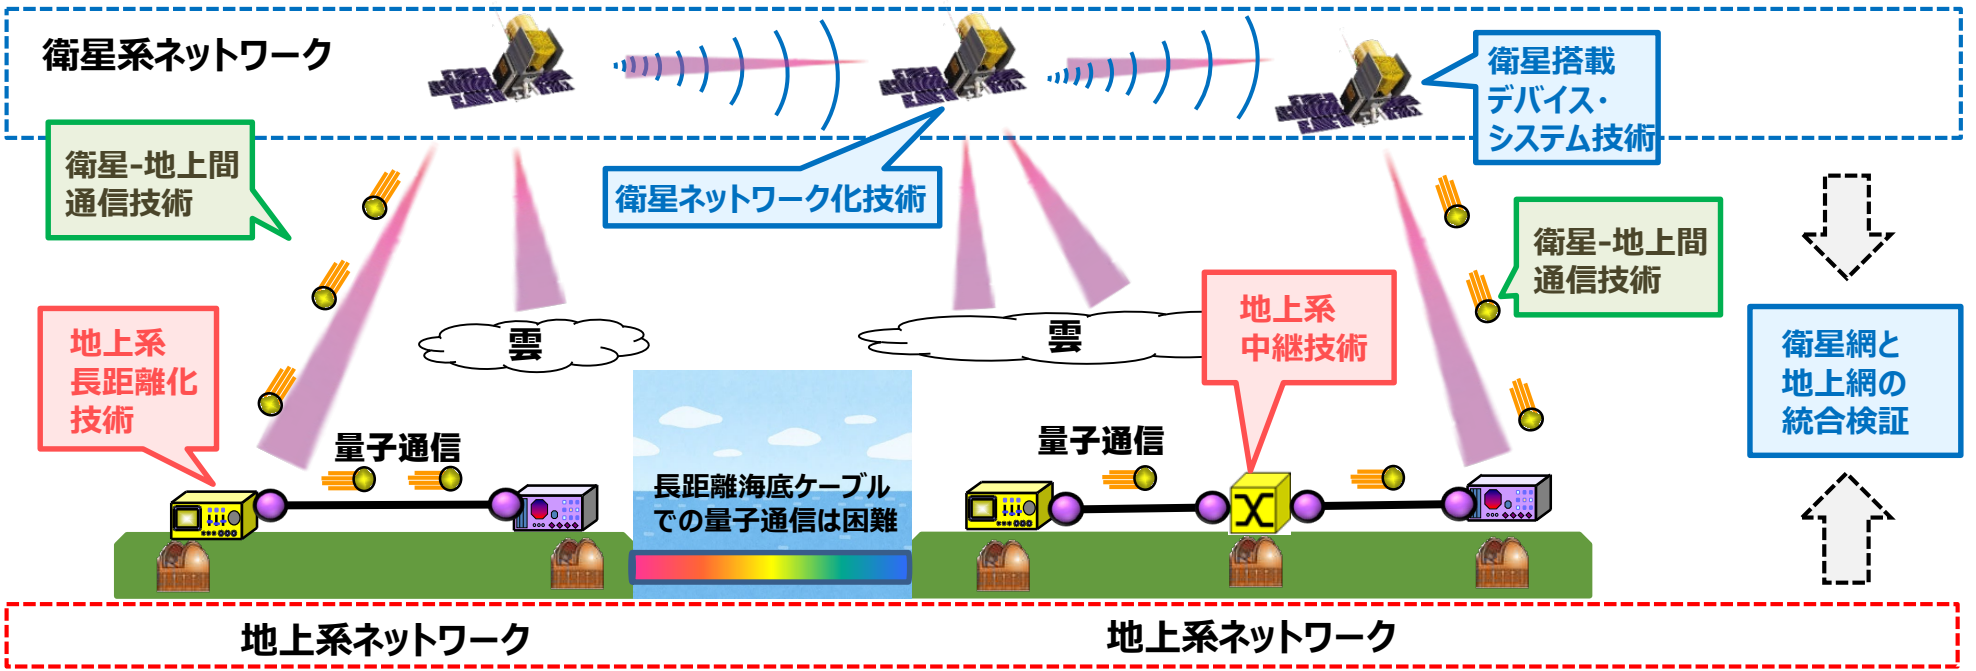 衛星系ネットワーク
衛星搭載
デバイス・
システム技術
衛星-地上間
通信技術
衛星ネットワーク化技術
衛星-地上間
通信技術
地上系
長距離化
技術
雲
雲
地上系
中継技術
衛星網と
地上網の
統合検証
量子通信
量子通信
長距離海底ケーブル
での量子通信は困難
地上系ネットワーク
地上系ネットワーク